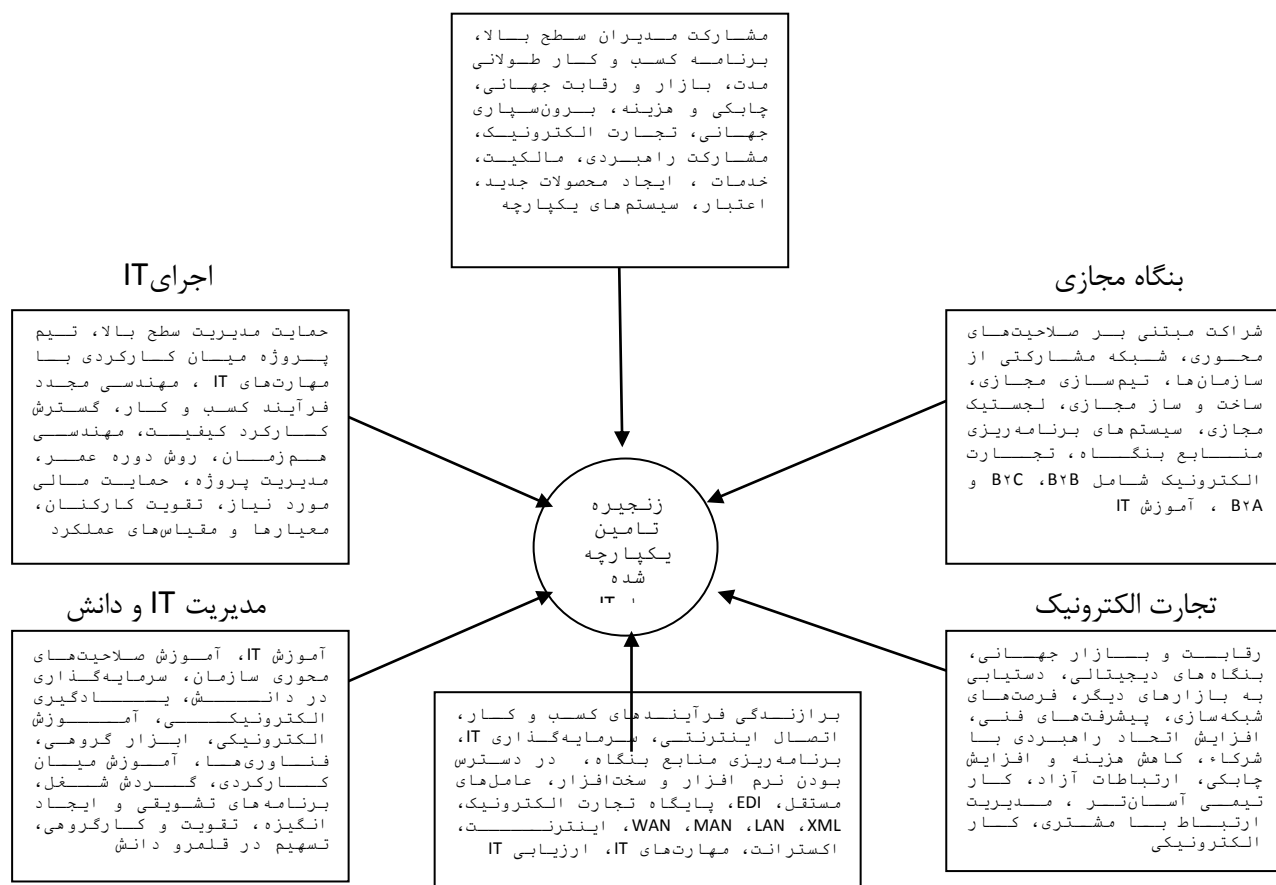 مشارکت مدیران سطح بالا،
برنامه کسب و کار طولانی
مدت، بازار و رقابت جهانی،
چابکی و هزینه، برون‌سپاری
جهانی، تجارت الکترونیک،
مشارکت راهبردی، مالکیت،
خدمات ، ایجاد محصولات جدید،
اعتبار، سیستم‌های یکپارچه
بنگاه مجازی
شراکت مبتنی بر صلاحیت‌های
محوری، شبکه مشارکتی از
سازمان‌ها، تیم‌سازی مجازی،
ساخت و ساز مجازی، لجستیک
مجازی، سیستم‌های برنامه‌ریزی
منابع بنگاه، تجارت
الکترونیک شامل B۲B، B۲C و
B۲A ، آموزش IT
اجرای IT
حمایت مدیریت سطح بالا، تیم
پروژه میان کارکردی با
مهارت‌های IT ، مهندسی مجدد
فرآیند کسب و کار، گسترش
کارکرد کیفیت، مهندسی
هم‌زمان، روش دوره عمر،
مدیریت پروژه، حمایت مالی
مورد نیاز، تقویت کارکنان،
معیارها و مقیاس‌های عملکرد
زنجیره
تامین
یکپارچه
شده
IT
تجارت الکترونیک
رقابت و بازار جهانی،
بنگاه‌های دیجیتالی، دستیابی
به بازارهای دیگر، فرصت‌های
شبکه‌سازی، پیشرفت‌های فنی،
افزایش اتحاد راهبردی با
شرکاء، کاهش هزینه و افزایش
چابکی، ارتباطات آزاد، کار
تیمی آسان‌تر ، مدیریت
ارتباط با مشتری، کار
الکترونیکی
مدیریت IT و دانش
آموزش IT، آموزش صلاحیت‌های
محوری سازمان، سرمایه‌گذاری
در دانش، یادگیری
الکترونیکی، آموزش
الکترونیکی، ابزار گروهی،
فناوری‌ها، آموزش میان
کارکردی، گردش شغل،
برنامه‌های تشویقی و ایجاد
انگیزه، تقویت و کارگروهی،
تسهیم در قلمرو دانش
برازندگی فرآیندهای کسب و کار،
اتصال اینترنتی، سرمایه‌گذاری IT،
برنامه‌ریزی منابع بنگاه، در دسترس
بودن نرم افزار و سخت‌افزار، عامل‌های
مستقل، EDI، پایگاه تجارت الکترونیک،
XML، LAN، MAN، WAN، اینترنت،
اکسترانت، مهارت‌های IT، ارزیابی IT